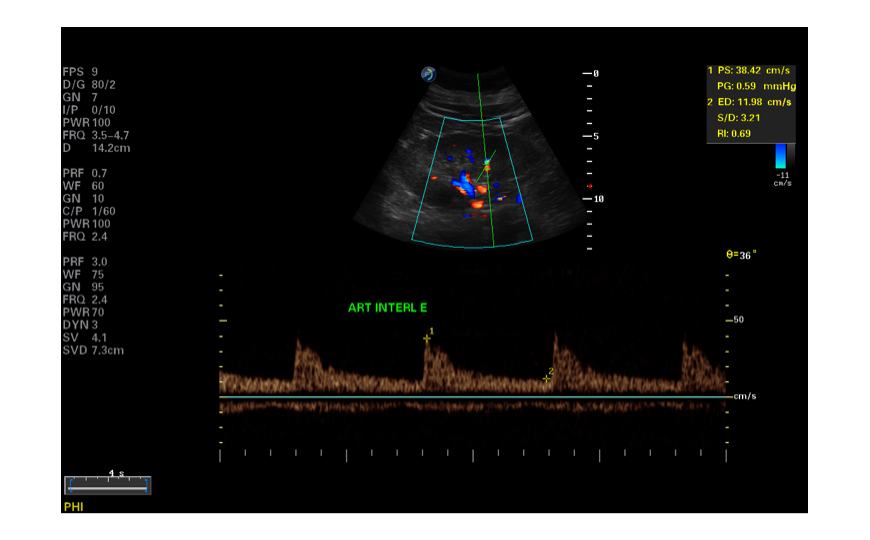 FPS 9
D/G 80/2
GN 7
I/P 0/10
PWR 100
FRQ 3.5-4.7
D 14.2cm
PRF 0.7
WF 60
GN 10
C/P 1/60
PWR 100
FRQ 2.4
PRF 3.0
WF 75
GN 95
FRQ 2.4
PWR 70
DYN 3
SV 4.1
SVD 7.3cm
0
5
10
1 PS: 38.42 cm/s
PG: 0.59 mmHg
2 ED: 11.98 cm/s
S/D: 3.21
RI: 0.69
-11
cm/s
θ=36°
ART INTERL E
1
2
50
cm/s
4 s
PHI